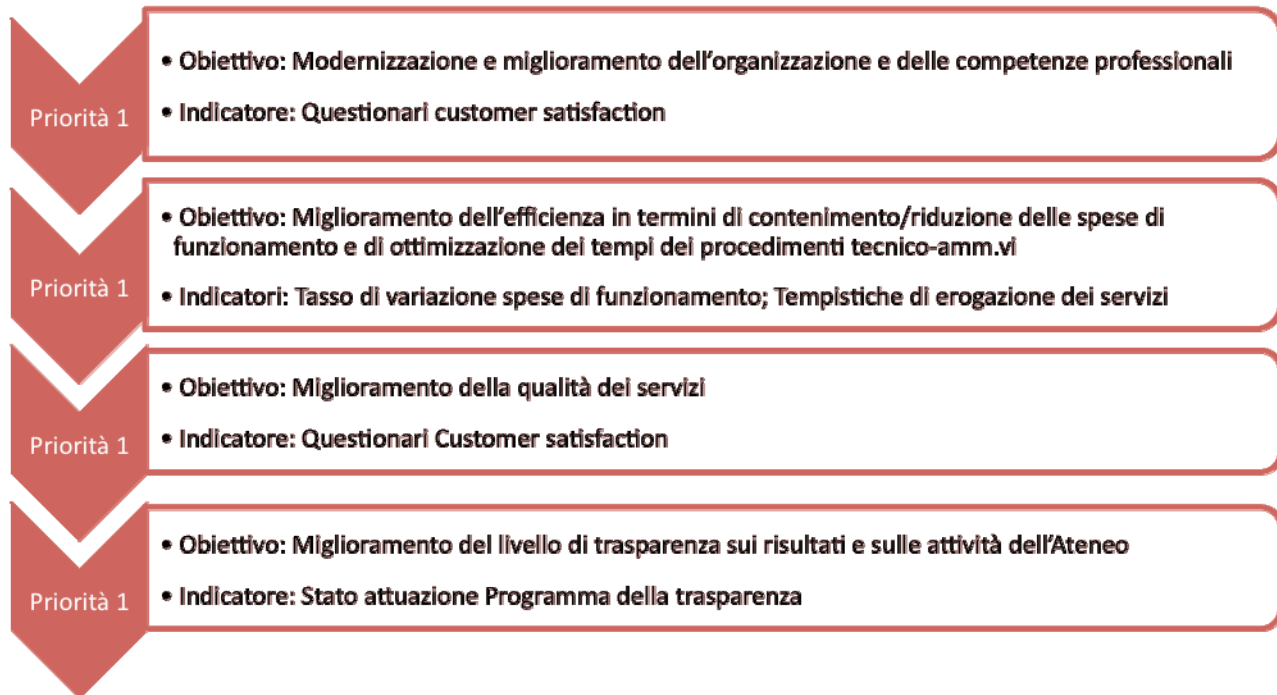 Priorità 1
• Obiettivo: Modernizzazione e miglioramento dell'organizzazione e delle competenze professionali
• Indicatore: Questionari customer satisfaction
Priorità 1
• Obiettivo: Miglioramento dell'efficienza in termini di contenimento/riduzione delle spese di
funzionamento e di ottimizzazione dei tempi dei procedimenti tecnico-amm.vi
• Indicatori: Tasso di variazione spese di funzionamento; Tempistiche di erogazione dei servizi
Priorità 1
• Obiettivo: Miglioramento della qualità dei servizi
• Indicatore: Questionari Customer satisfaction
Priorità 1
• Obiettivo: Miglioramento del livello di trasparenza sui risultati e sulle attività dell'Ateneo
• Indicatore: Stato attuazione Programma della trasparenza